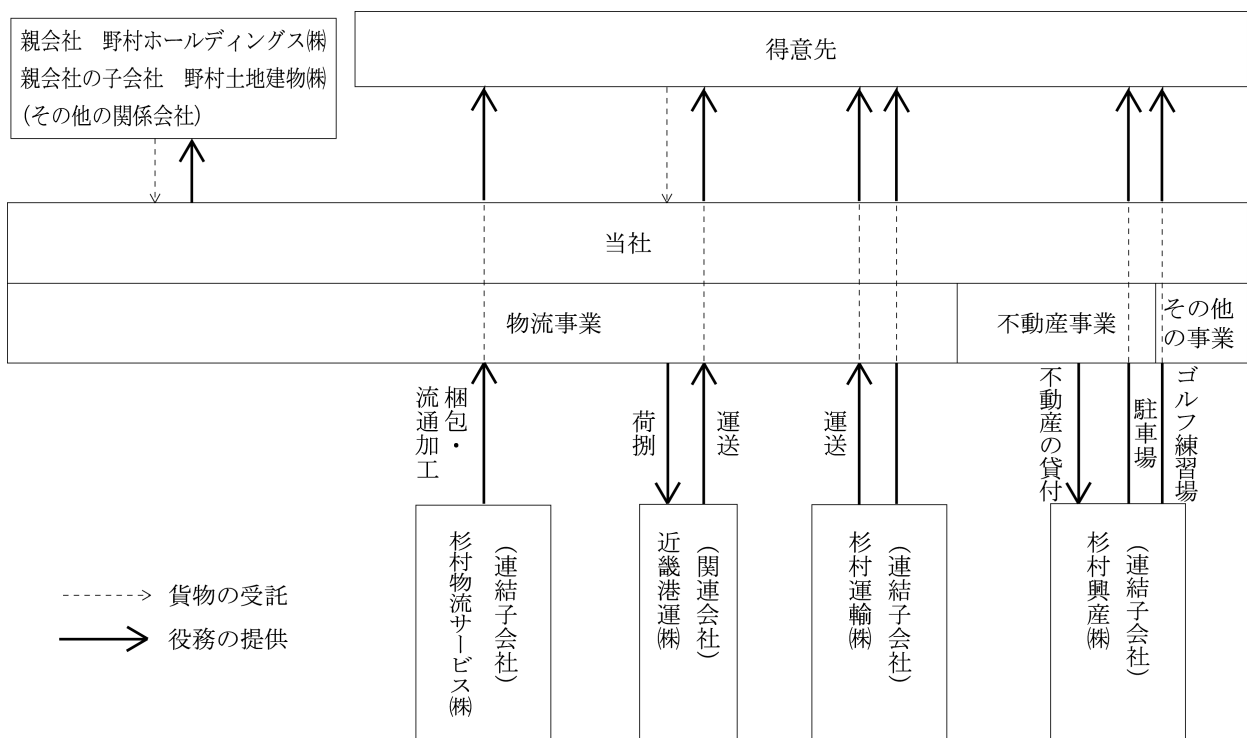 親会社　野村ホールディングス㈱
親会社の子会社　野村土地建物㈱
(その他の関係会社)
得意先
当社
物流事業
不動産事業
その他
の事業
梱包・
流通加工
荷捌
運送
運送
不動産の貸付
駐車場
ゴルフ練習場
(連結子会社)
杉村物流サービス㈱
(関連会社)
近畿港運㈱
(連結子会社)
杉村運輸㈱
(連結子会社)
杉村興産㈱
貨物の受託
役務の提供